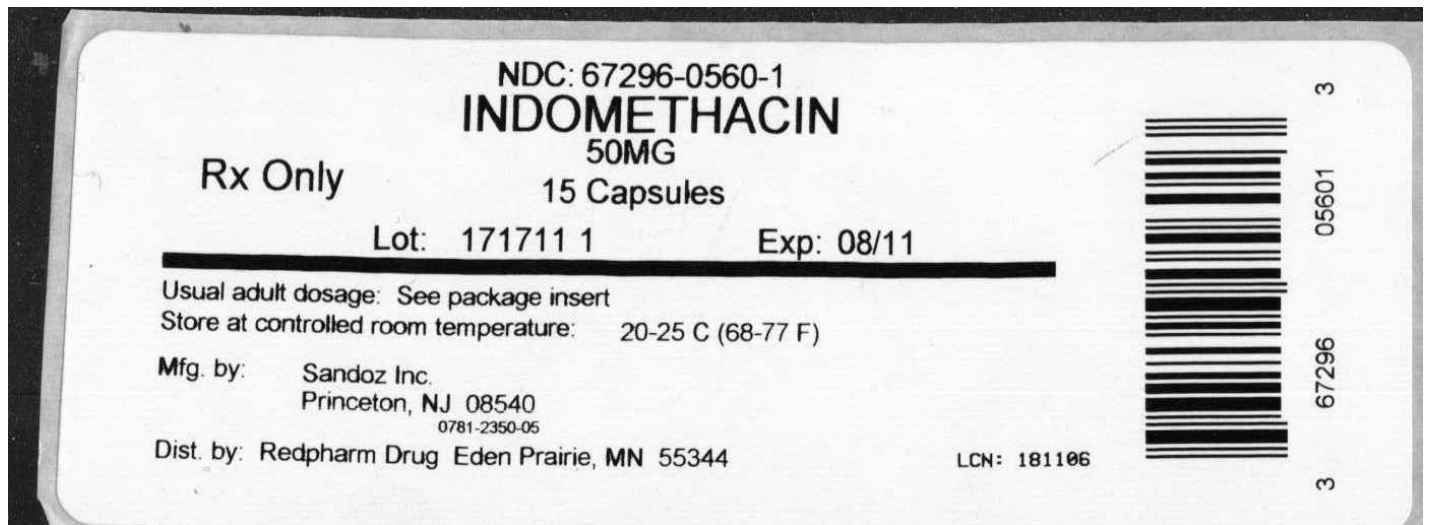 NDC: 67296-0560-1
INDOMETHACIN
50MG
Rx Only
15 Capsules
Lot: 171711 1 Exp: 08/11
Usual adult dosage: See package insert
Store at controlled room temperature: 20-25 C (68-77 F)
Mfg. by: Sandoz Inc.
Princeton, NJ 08540
0781-2350-05
Dist. by: Redpharm Drug Eden Prairie, MN 55344
LCN: 181106
3 67296 05601 3